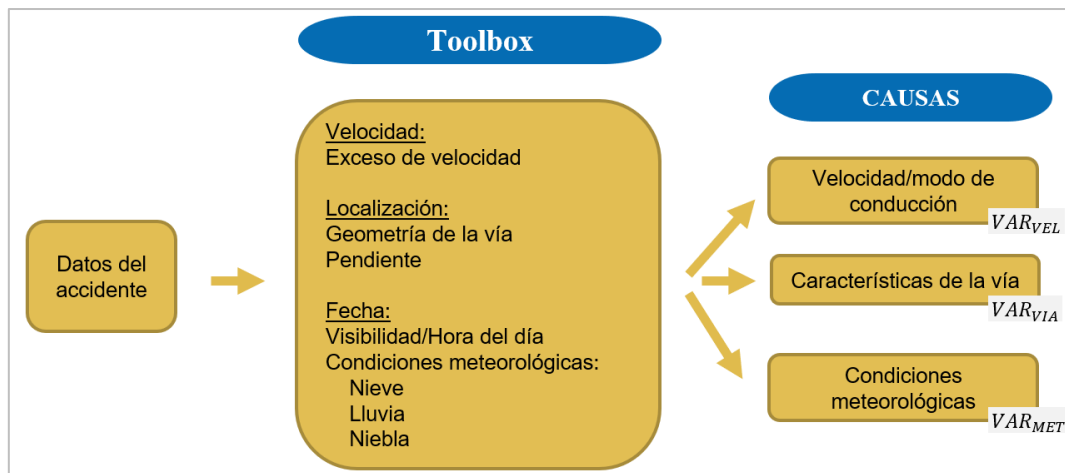 Toolbox
CAUSAS
Datos del
accidente
Velocidad:
Exceso de velocidad
Localización:
Geometría de la vía
Pendiente
Fecha:
Visibilidad/Hora del día
Condiciones meteorológicas:
Nieve
Lluvia
Niebla
Velocidad/modo de
conducción
VAR_VEL
Características de la vía
VAR_VIA
Condiciones
meteorológicas
VAR_MET